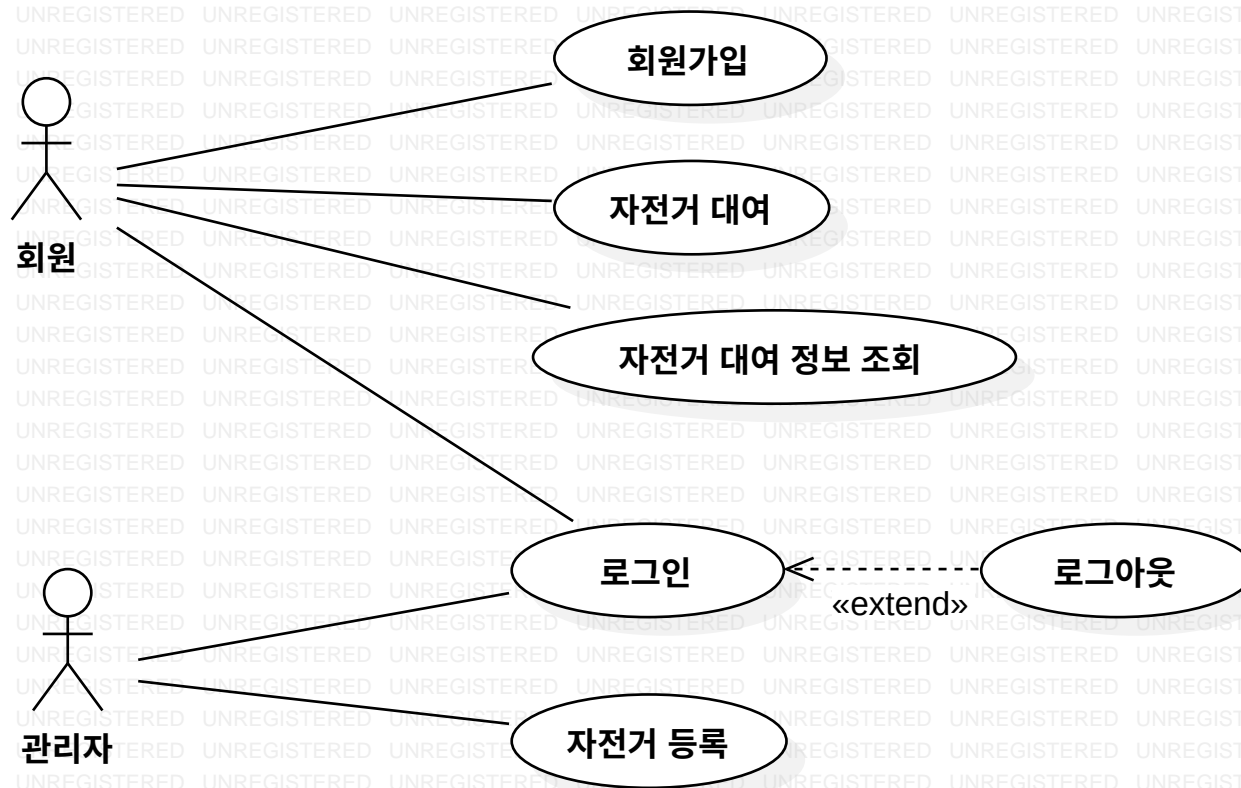 회원가입
자전거 대여
회원
자전거 대여 정보 조회
로그인
로그아웃
«extend»
자전거 등록
관리자
UNREGISTERED